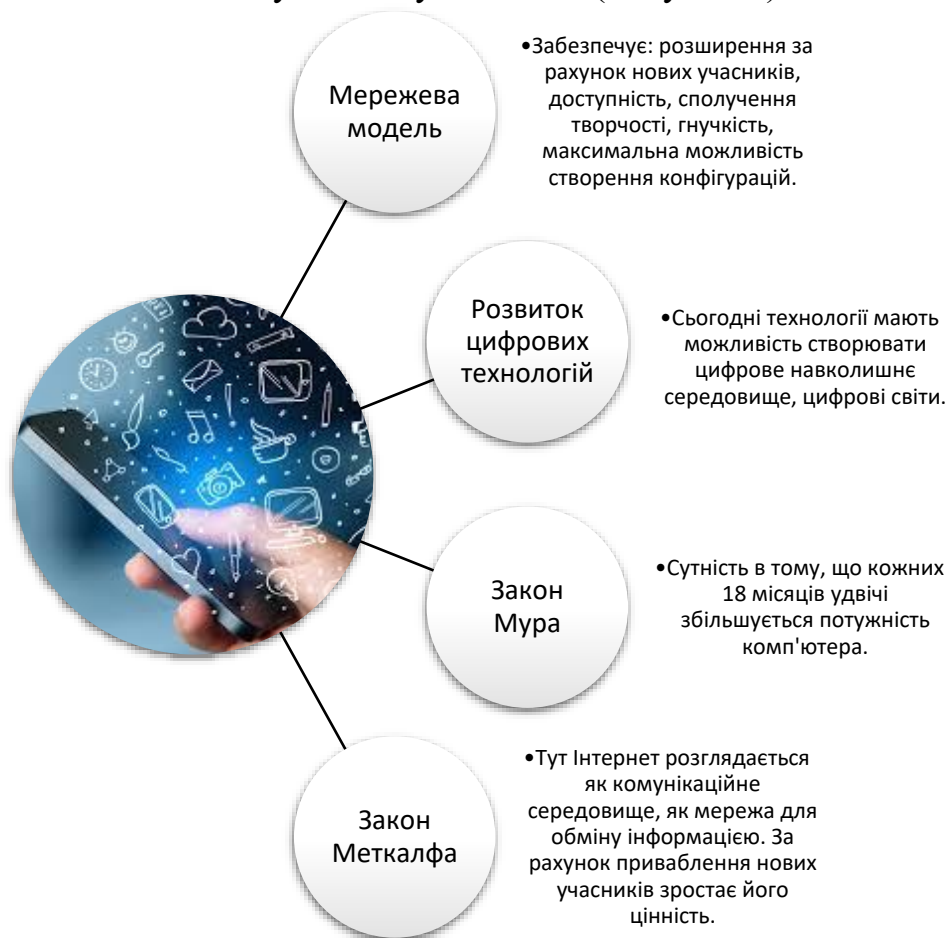 Мережева
модель
•Забезпечує: розширення за
рахунок нових учасників,
доступність, сполучення
творчості, гнучкість,
максимальна можливість
створення конфігурацій.
Розвиток
цифрових
технологій
•Сьогодні технології мають
можливість створювати
цифрове навколишнє
середовище, цифрові світи.
Закон
Мура
•Сутність в тому, що кожних
18 місяців удвічі
збільшується потужність
комп'ютера.
Закон
Меткалфа
•Тут Інтернет розглядається
як комунікаційне
середовище, як мережа для
обміну інформацією. За
рахунок приваблення нових
учасників зростає його
цінність.